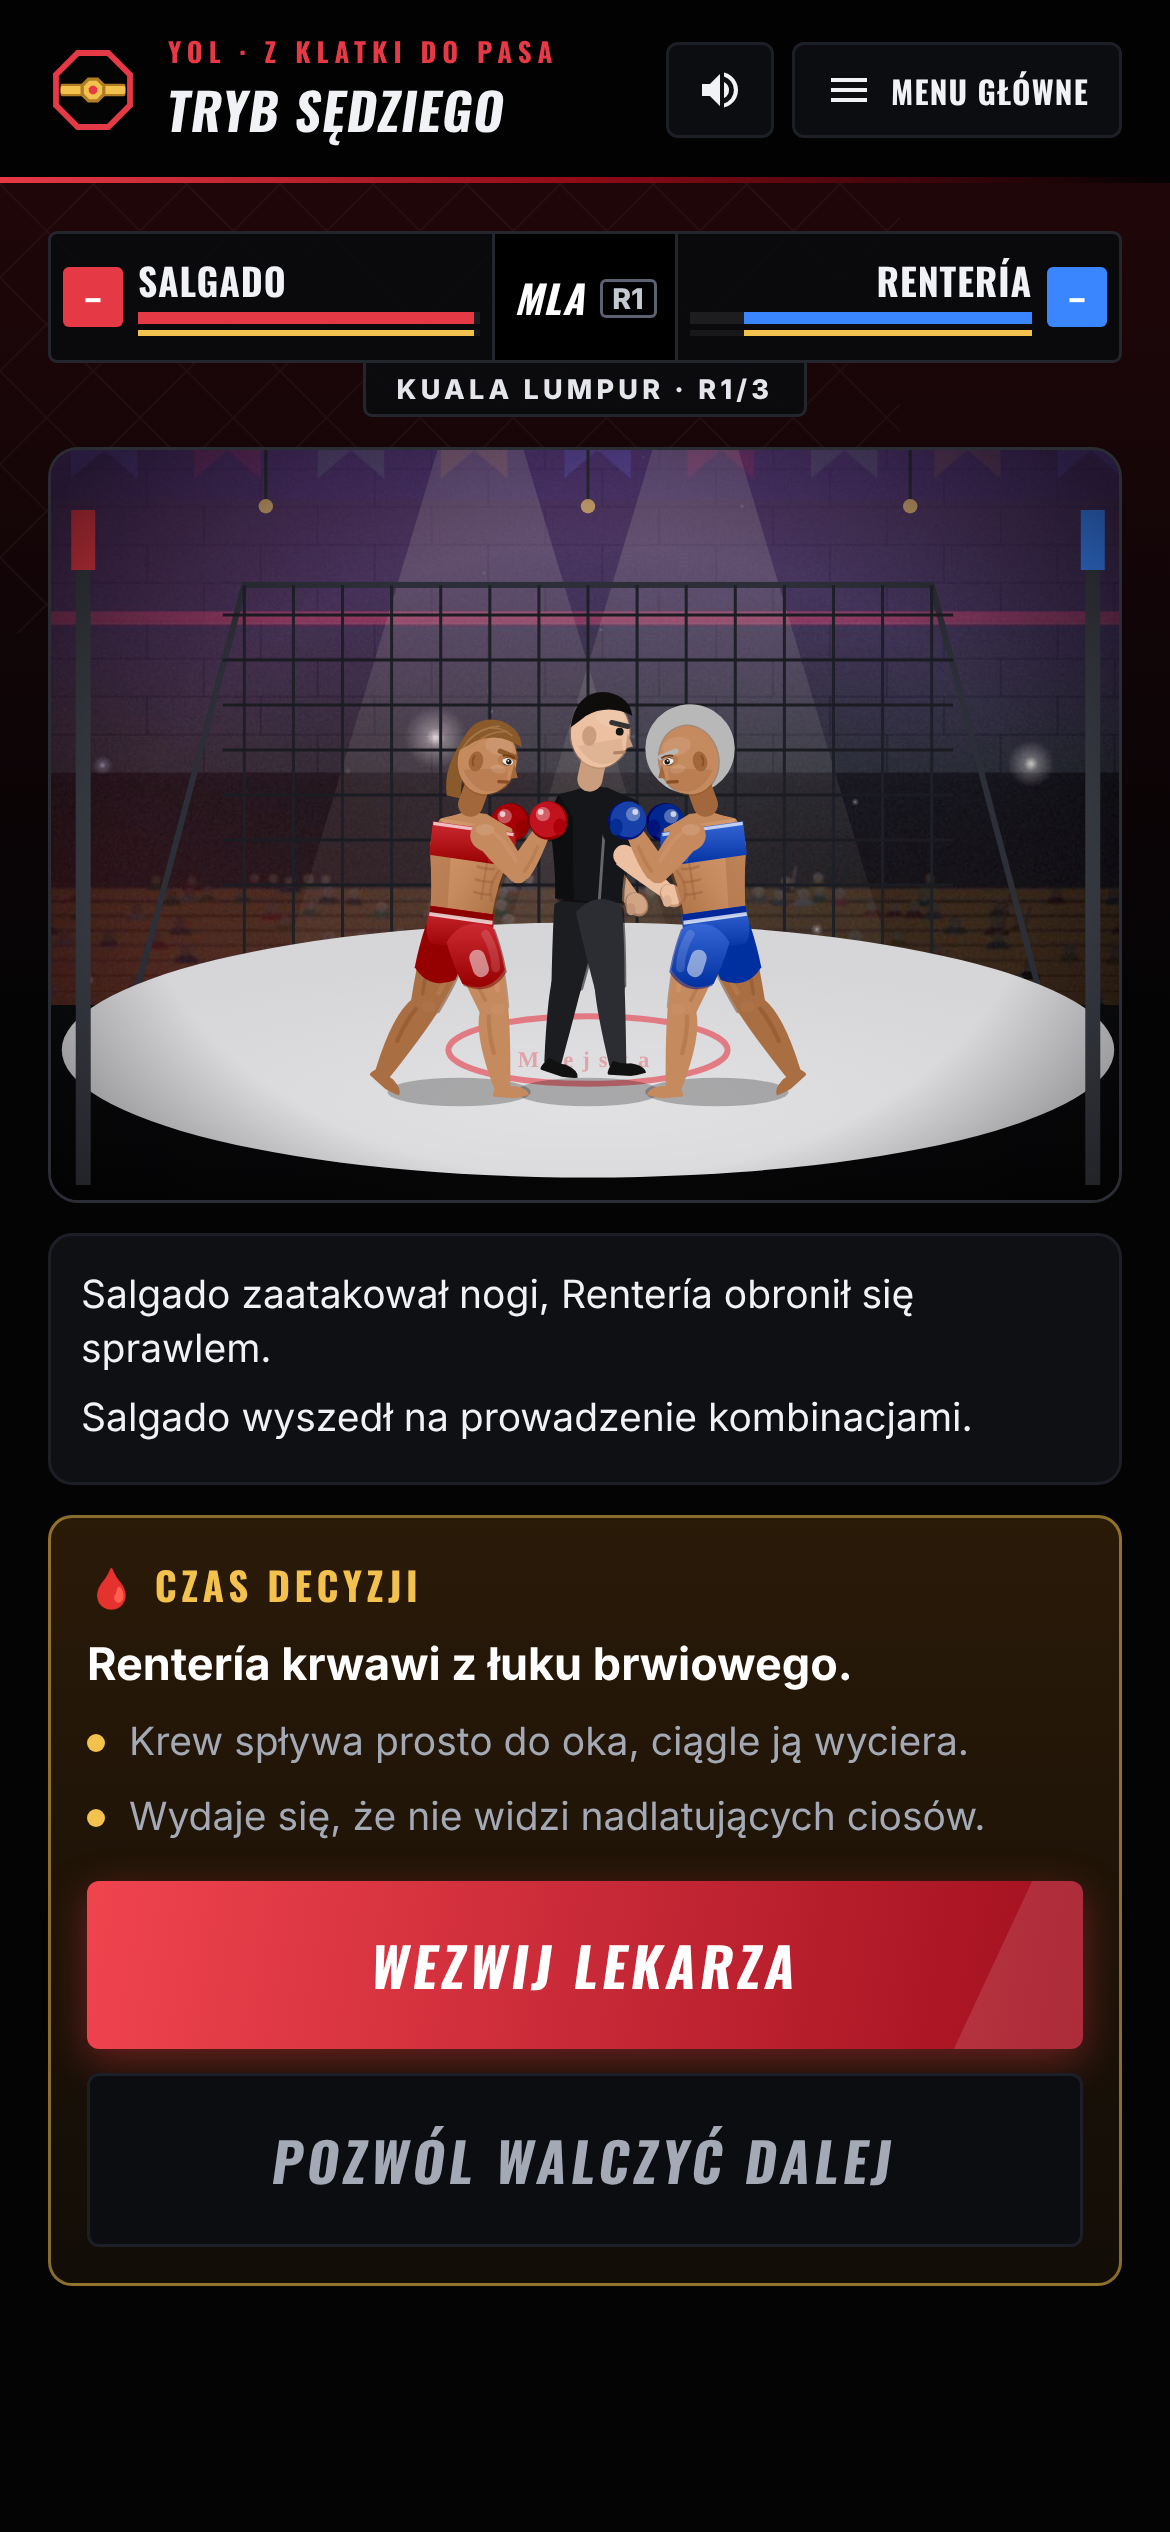 YOL · Z KLATKI DO PASA
TRYB SĘDZIEGO
MENU GŁÓWNE
–
SALGADO
MLA R1
RENTERÍA
–
KUALA LUMPUR · R1/3
Salgado zaatakował nogi, Rentería obronił się
sprawlem.
Salgado wyszedł na prowadzenie kombinacjami.
CZAS DECYZJI
Rentería krwawi z łuku brwiowego.
Krew spływa prosto do oka, ciągle ją wyciera.
Wydaje się, że nie widzi nadlatujących ciosów.
WEZWIJ LEKARZA
POZWÓL WALCZYĆ DALEJ